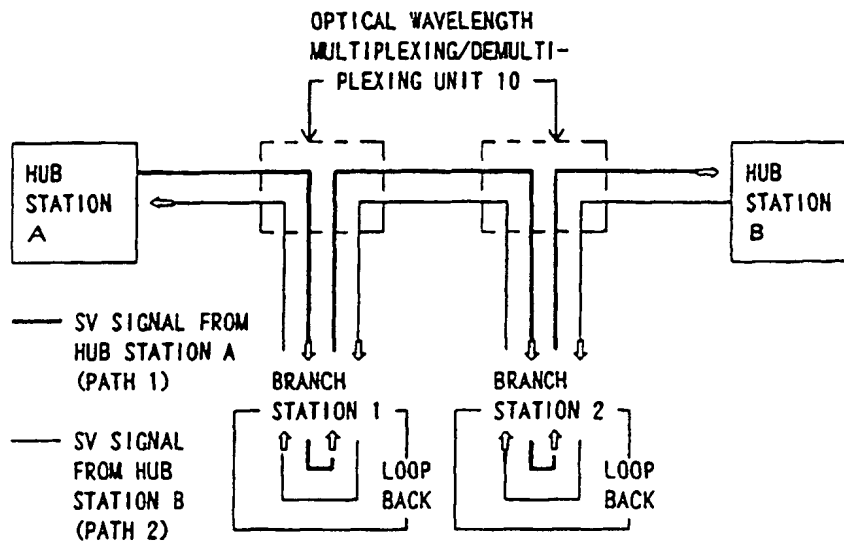 OPTICAL WAVELENGTH
MULTIPLEXING/DEMULTI-
PLEXING UNIT 10
HUB
STATION
A
HUB
STATION
B
SV SIGNAL FROM
HUB STATION A
(PATH 1)
BRANCH
STATION 1
BRANCH
STATION 2
SV SIGNAL
FROM HUB
STATION B
(PATH 2)
LOOP
BACK
LOOP
BACK